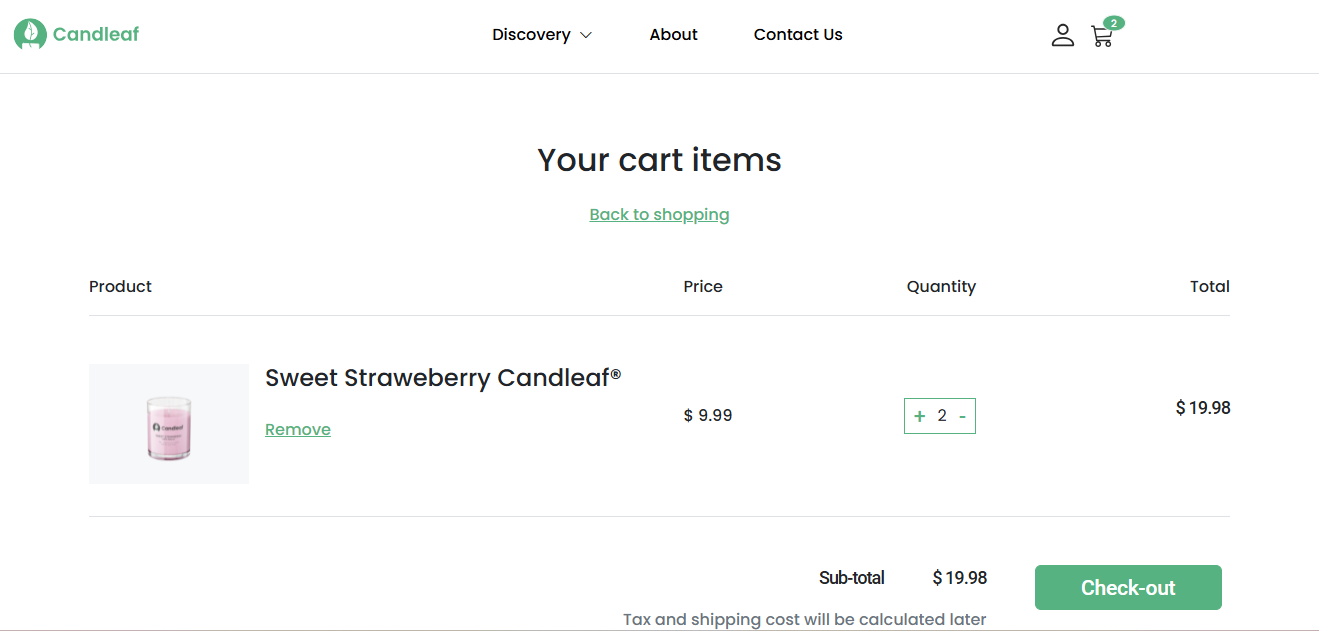 Candleaf
Discovery
About
Contact Us
2
Your cart items
Back to shopping
Product Price Quantity Total
Sweet Straweberry Candleaf®
Remove
$ 9.99
+ 2 -
$ 19.98
Candleaf
Sub-total $ 19.98
Check-out
Tax and shipping cost will be calculated later